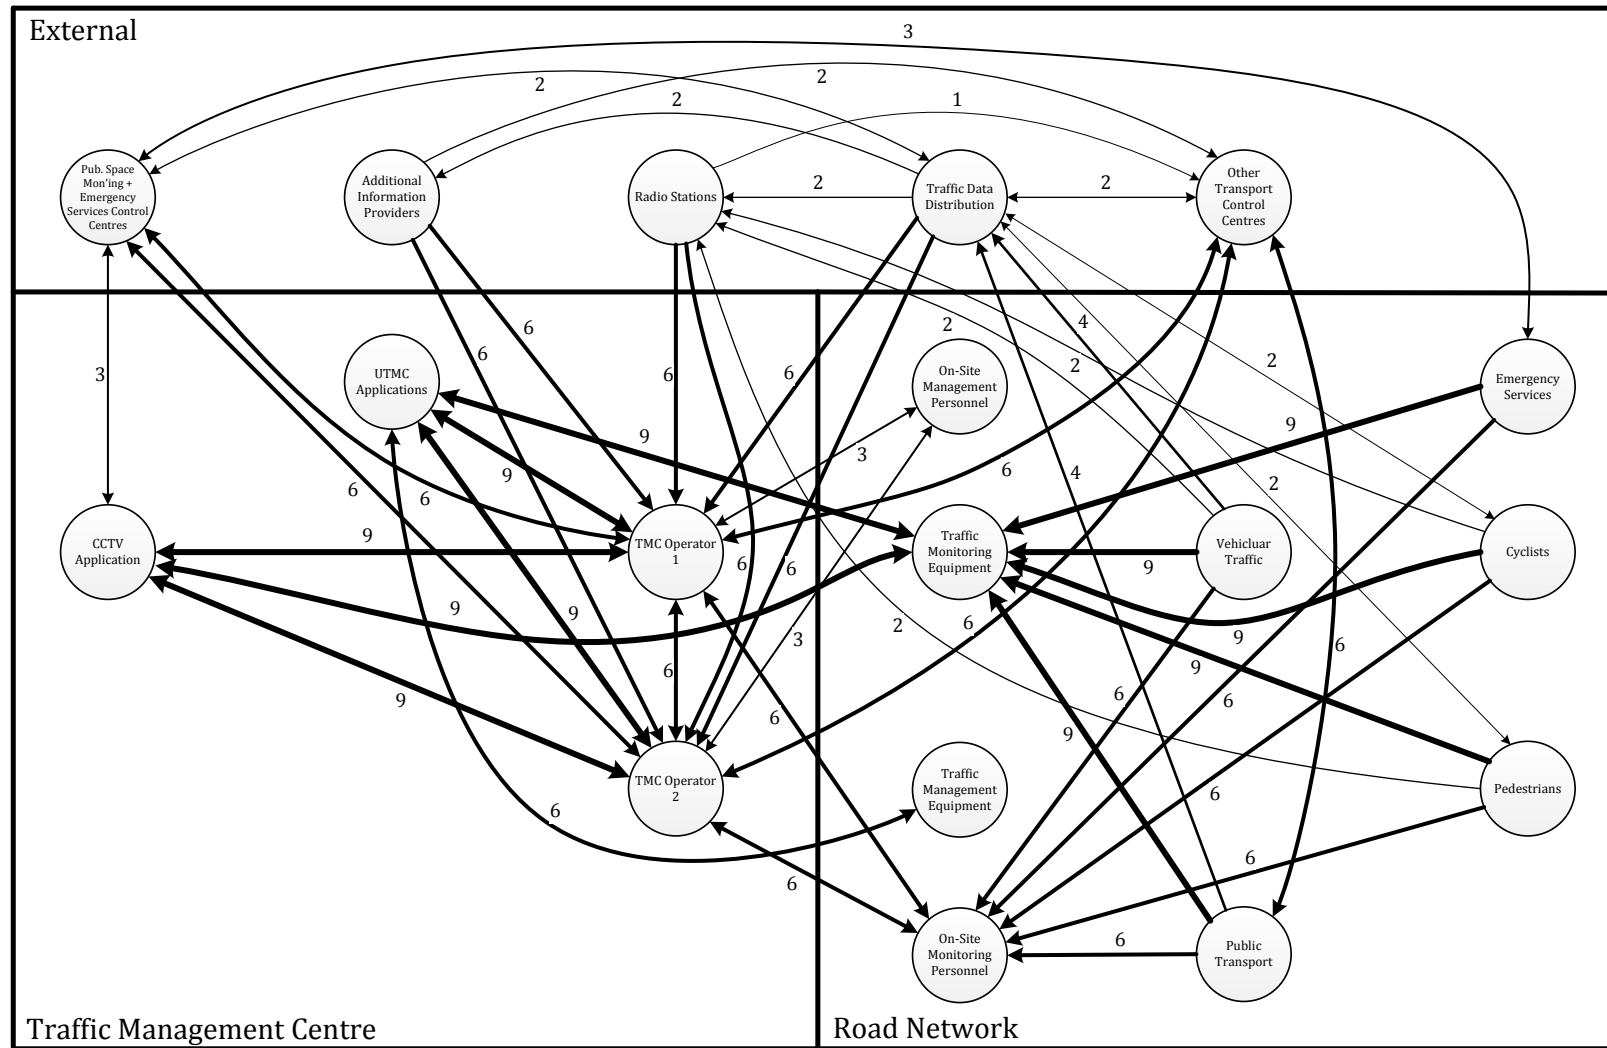 External
3
2
2
2
1
Pub. Space
Mon'ing +
Emergency
Services Control
Centres
Additional
Information
Providers
Radio Stations
2
Traffic Data
Distribution
2
Other
Transport
Control
Centres
6
6
6
6
2
4
2
2
3
UTMC
Applications
On-Site
Management
Personnel
Emergency
Services
9
9
9
3
6
4
2
6
6
CCTV
Application
9
TMC Operator
1
6
6
Traffic
Monitoring
Equipment
9
Vehicluar
Traffic
Cyclists
9
9
3
2
6
9
6
9
9
6
6
6
6
9
6
TMC Operator
2
Traffic
Management
Equipment
Pedestrians
6
6
6
6
On-Site
Monitoring
Personnel
6
Public
Transport
Traffic Management Centre
Road Network